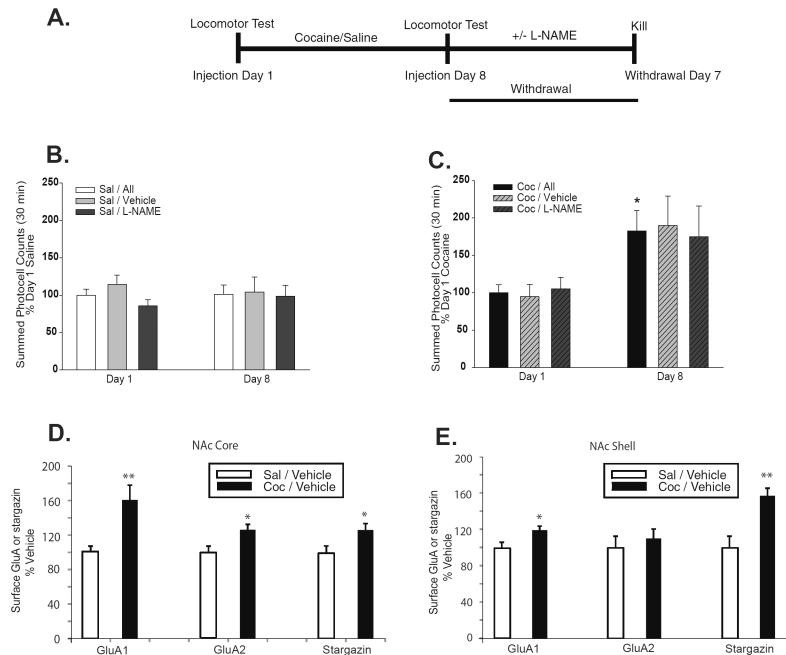 A.
Locomotor Test
Locomotor Test
Kill
Cocaine/Saline
+/- L-NAME
Injection Day 1
Injection Day 8
Withdrawal Day 7
Withdrawal
B.
Summed Photocell Counts (30 min)
% Day 1 Saline
250
200
150
100
50
0
Sal / All
Sal / Vehicle
Sal / L-NAME
Day 1
Day 8
C.
Summed Photocell Counts (30 min)
% Day 1 Cocaine
250
200
150
100
50
0
Coc / All
Coc / Vehicle
Coc / L-NAME
*
Day 1
Day 8
D.
NAc Core
Surface GluA or stargazin
% Vehicle
200
160
120
80
40
0
Sal / Vehicle
Coc / Vehicle
**
*
*
GluA1
GluA2
Stargazin
E.
NAc Shell
Surface GluA or stargazin
% Vehicle
200
160
120
80
40
0
Sal / Vehicle
Coc / Vehicle
*
**
GluA1
GluA2
Stargazin